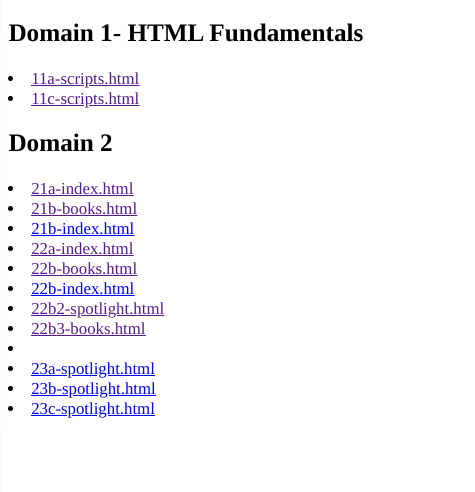 Domain 1- HTML Fundamentals
11a-scripts.html
11c-scripts.html
Domain 2
21a-index.html
21b-books.html
21b-index.html
22a-index.html
22b-books.html
22b-index.html
22b2-spotlight.html
22b3-books.html
23a-spotlight.html
23b-spotlight.html
23c-spotlight.html